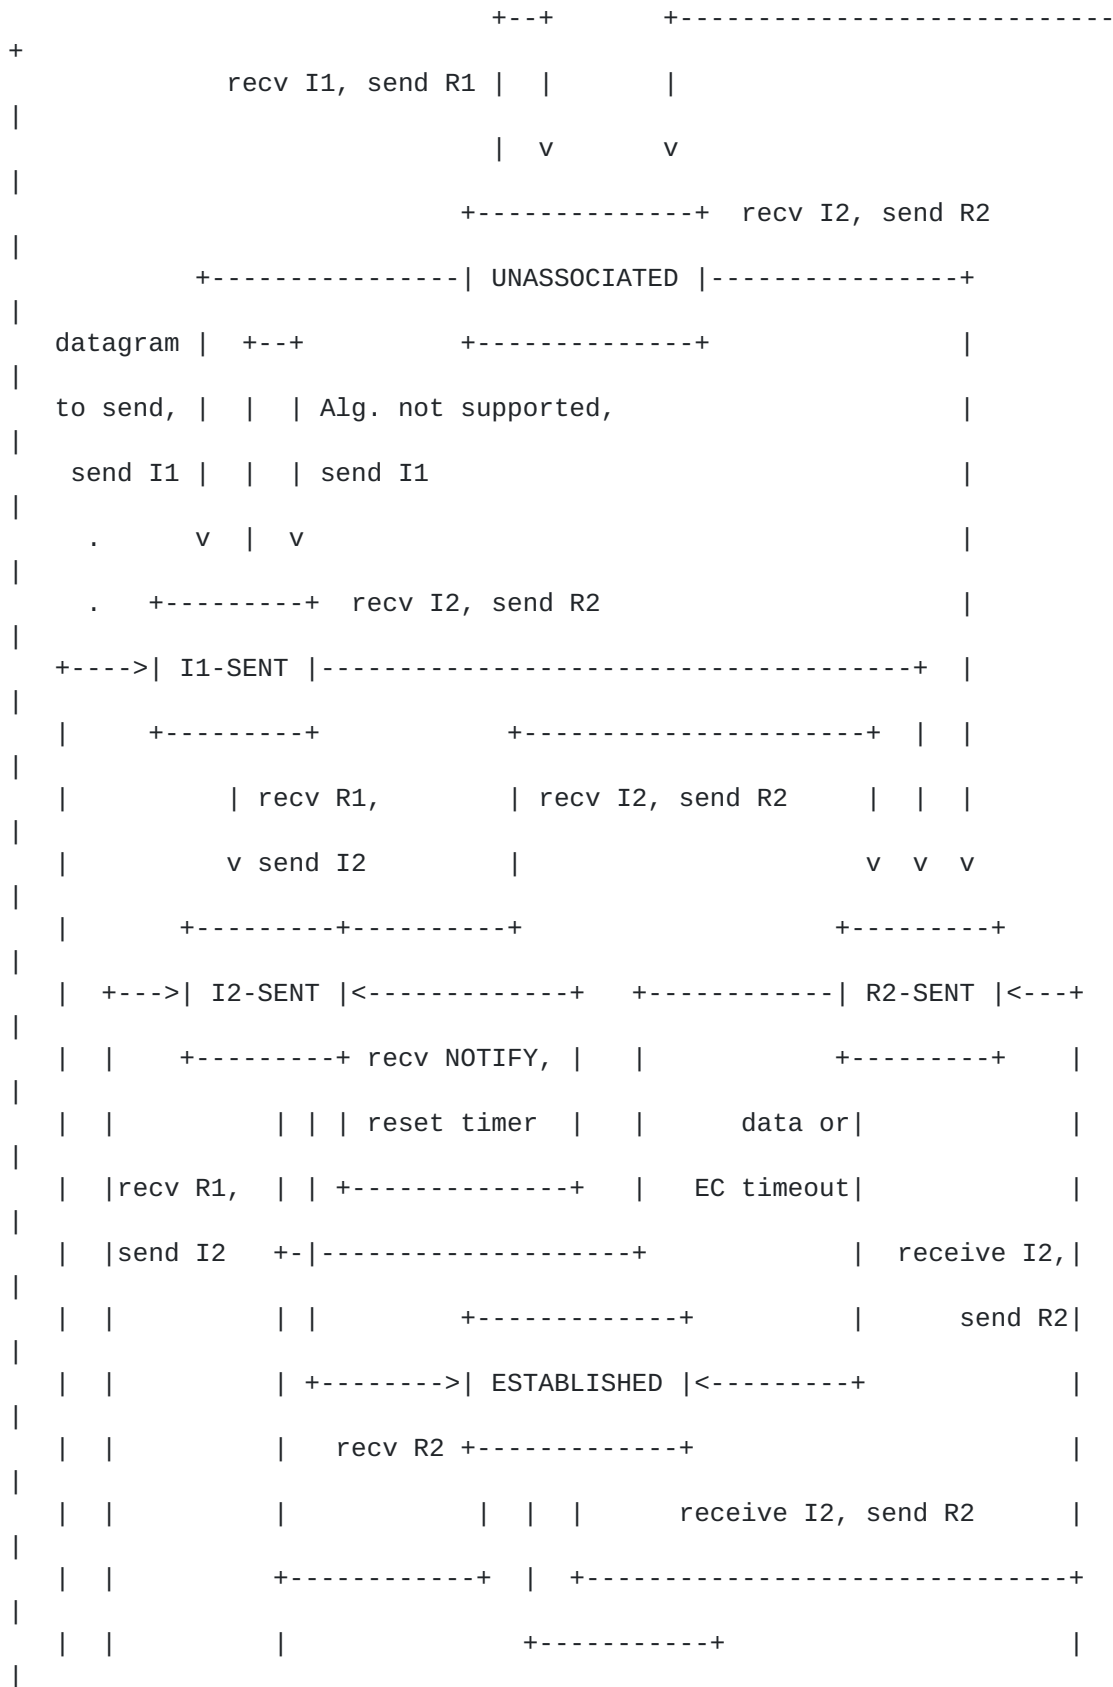 +--+       +----------------------------
+
              recv I1, send R1 |  |       |
|
                               |  v       v
|
                             +--------------+  recv I2, send R2
|
            +----------------| UNASSOCIATED |----------------+
|
   datagram |  +--+          +--------------+                |
|
   to send, |  |  | Alg. not supported,                      |
|
    send I1 |  |  | send I1                                  |
|
     .      v  |  v                                          |
|
     .   +---------+  recv I2, send R2                       |
|
   +---->| I1-SENT |--------------------------------------+  |
|
   |     +---------+            +----------------------+  |  |
|
   |          | recv R1,        | recv I2, send R2     |  |  |
|
   |          v send I2         |                      v  v  v
|
   |       +---------+----------+                    +---------+
|
   |  +--->| I2-SENT |<-------------+   +------------| R2-SENT |<---+
|
   |  |    +---------+ recv NOTIFY, |   |            +---------+    |
|
   |  |          | | | reset timer  |   |      data or|             |
|
   |  |recv R1,  | | +--------------+   |   EC timeout|             |
|
   |  |send I2   +-|--------------------+             |  receive I2,|
|
   |  |          | |         +-------------+          |      send R2|
|
   |  |          | +-------->| ESTABLISHED |<---------+             |
|
   |  |          |   recv R2 +-------------+                        |
|
   |  |          |            |  |  |      receive I2, send R2      |
|
   |  |          +------------+  |  +-------------------------------+
|
   |  |          |               +-----------+                      |
|